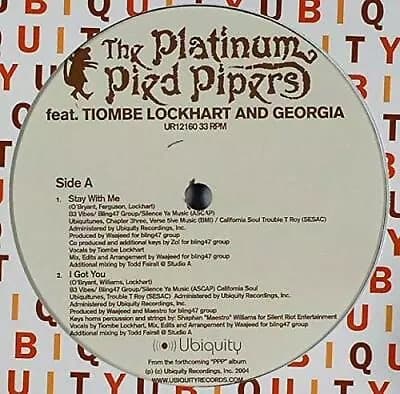 UBIQUITY
The Platinum
Pied Pipers
feat. TIOMBE LOCKHART AND GEORGIA
UR12160 33 RPM
Side A
1. Stay With Me
(O'Bryant, Ferguson, Lockhart)
B3 Vibes/ Bling47 Group/Silence Ya Music (ASCAP)
Ubiquitunes, Chapter 3hree, Verse 5ive Music (BMI) / California Soul Trouble T Roy (SESAC)
Administered by Ubiquity Recordings, Inc.
Produced by Waajeed for bling47 group
Co produced and additional keys by Zo! for bling47 group
Vocals by Tiombe Lockhart
Mix, Edits and Arrangement by Waajeed for bling47 group
Additional mixing by Todd Fairall @ Studio A
2. I Got You
(O'Bryant, Williams, Lockhart)
B3 Vibes/ Bling47 Group/Silence Ya Music (ASCAP) California Soul
Ubiquitunes, Trouble T Roy (SESAC) Administered by Ubiquity Recordings, Inc.
Produced by Waajeed and Maestro for bling47 group
Keys horns percussion and strings by Shaphan "Maestro" Williams for Silent Riot Entertainment
Vocals by Tiombe Lockhart, Mix, Edits and Arrangement by Waajeed for bling47 group
Additional mixing by Todd Fairall @ Studio A
Ubiquity
From the forthcoming "PPP" album
(p) (c) Ubiquity Recordings, Inc. 2004
WWW.UBIQUITYRECORDS.COM